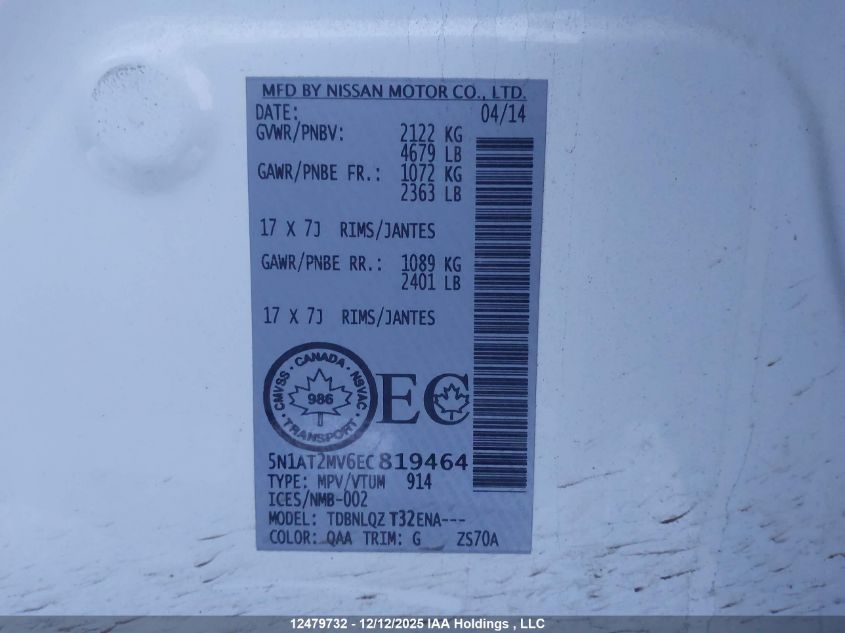 MFD BY NISSAN MOTOR CO., LTD.
DATE: 04/14
GVWR/PNBV: 2122 KG
4679 LB
GAWR/PNBE FR.: 1072 KG
2363 LB
17 X 7J RIMS/JANTES
GAWR/PNBE RR.: 1089 KG
2401 LB
17 X 7J RIMS/JANTES
CANADA · NSVAC · TRANSPORT · CMVSS ·
986
EC
5N1AT2MV6EC819464
TYPE: MPV/VTUM 914
ICES/NMB-002
MODEL: TDBNLQZ T32ENA---
COLOR: QAA TRIM: G ZS70A
12479732 - 12/12/2025 IAA Holdings , LLC